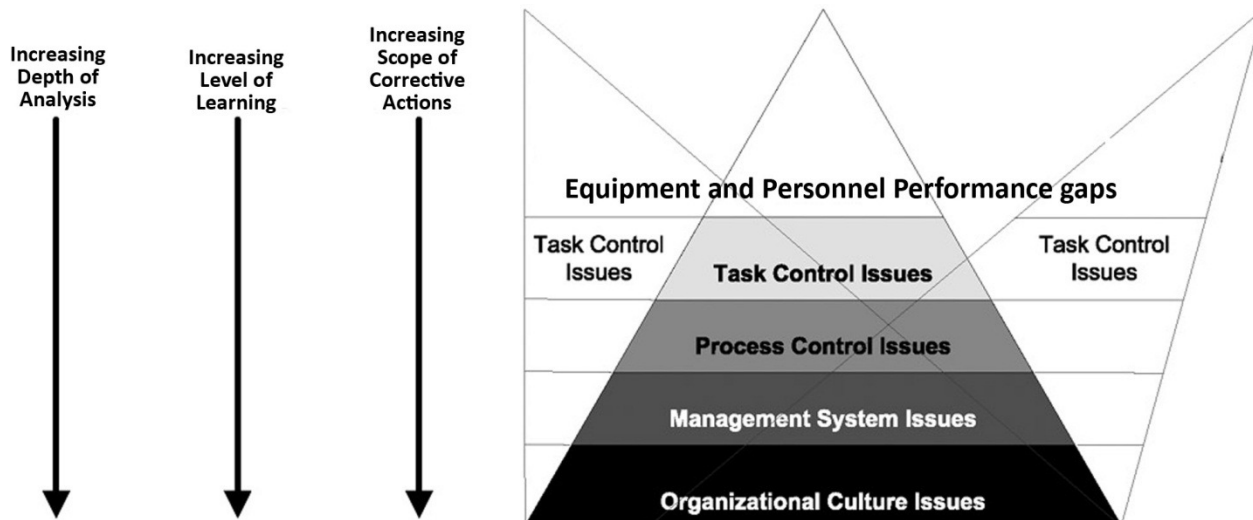 Increasing
Depth of
Analysis
Increasing
Level of
Learning
Increasing
Scope of
Corrective
Actions
Equipment and Personnel Performance gaps
Task Control
Issues
Task Control Issues
Task Control
Issues
Process Control Issues
Management System Issues
Organizational Culture Issues